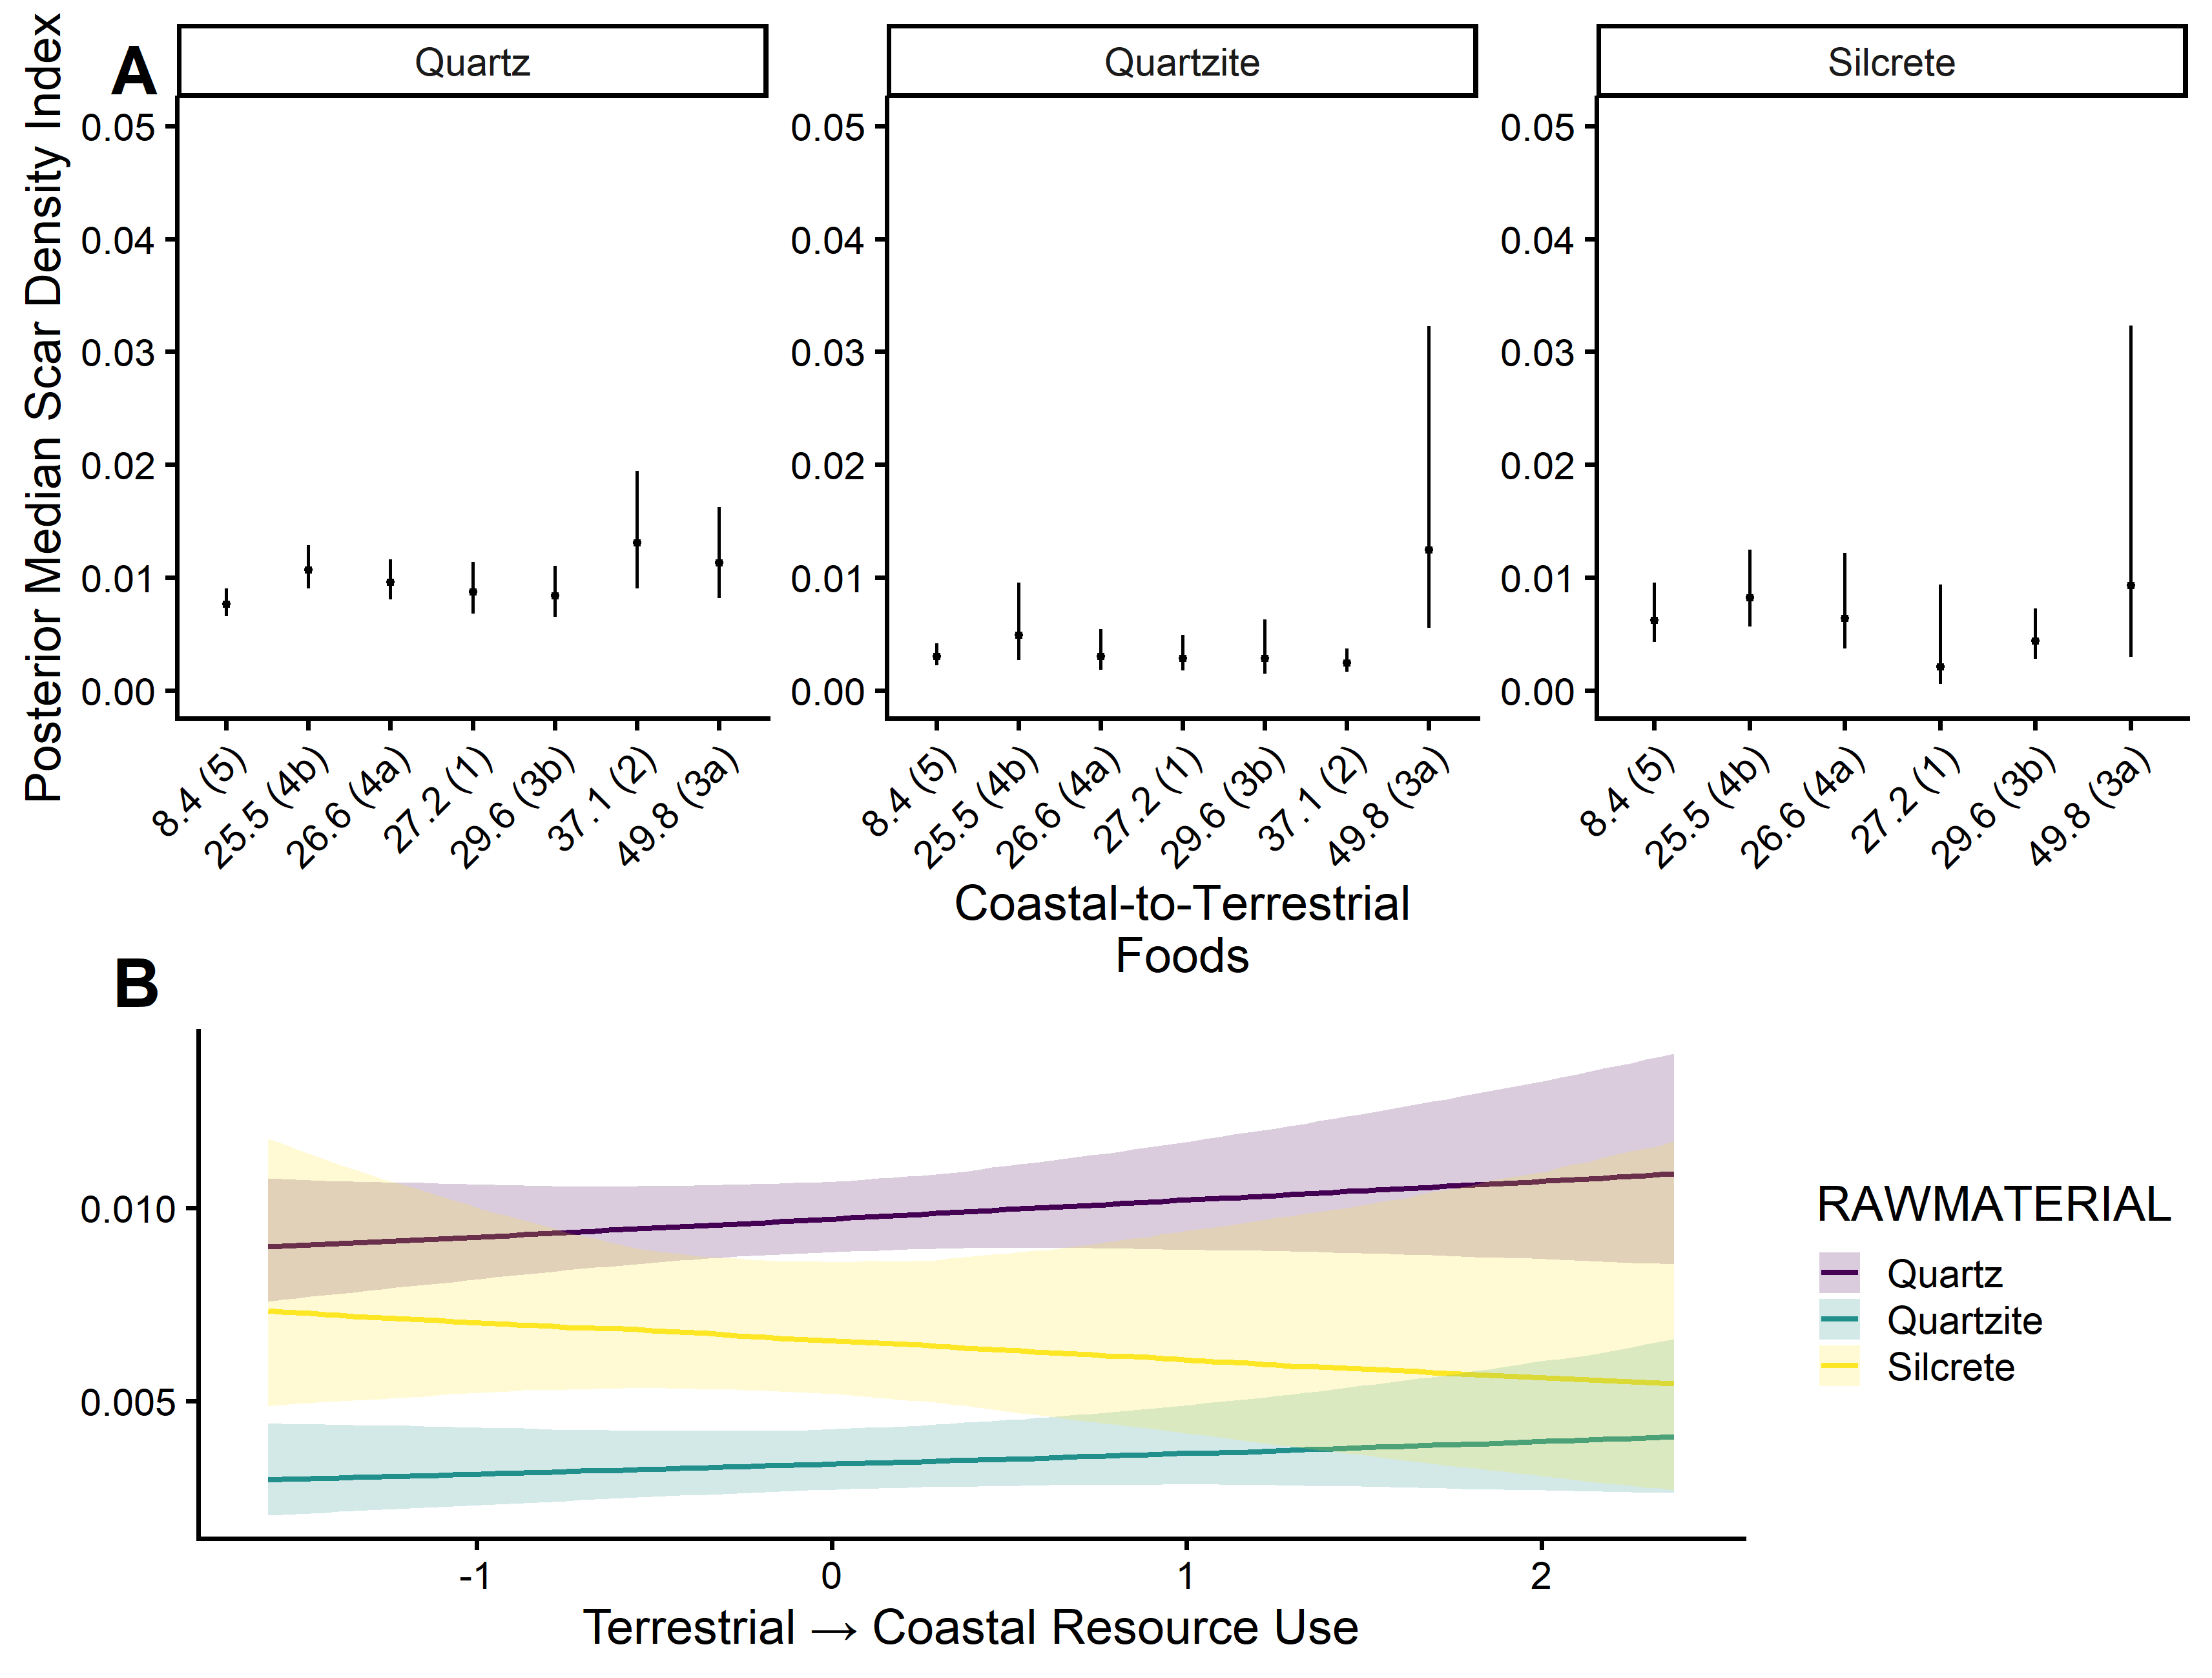 A
Posterior Median Scar Density Index
Quartz
0.05
0.04
0.03
0.02
0.01
0.00
8.4 (5)
25.5 (4b)
26.6 (4a)
27.2 (1)
29.6 (3b)
37.1 (2)
49.8 (3a)
Quartzite
0.05
0.04
0.03
0.02
0.01
0.00
8.4 (5)
25.5 (4b)
26.6 (4a)
27.2 (1)
29.6 (3b)
37.1 (2)
49.8 (3a)
Silcrete
0.05
0.04
0.03
0.02
0.01
0.00
8.4 (5)
25.5 (4b)
26.6 (4a)
27.2 (1)
29.6 (3b)
49.8 (3a)
Coastal-to-Terrestrial
Foods
B
0.010
0.005
-1
0
1
2
Terrestrial → Coastal Resource Use
RAWMATERIAL
Quartz
Quartzite
Silcrete